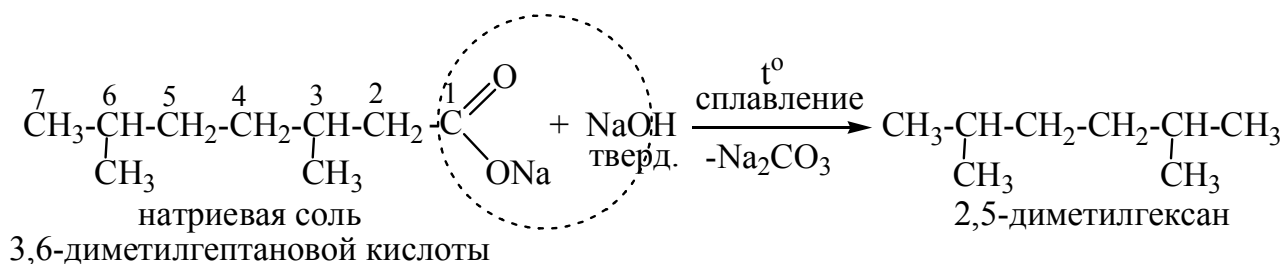 7 6 5 4 3 2 1 O tº
сплавление
CH₃-CH-CH₂-CH₂-CH-CH₂-C + NaOH CH₃-CH-CH₂-CH₂-CH-CH₃
тверд. -Na₂CO₃
CH₃ CH₃ ONa CH₃ CH₃
натриевая соль 2,5-диметилгексан
3,6-диметилгептановой кислоты